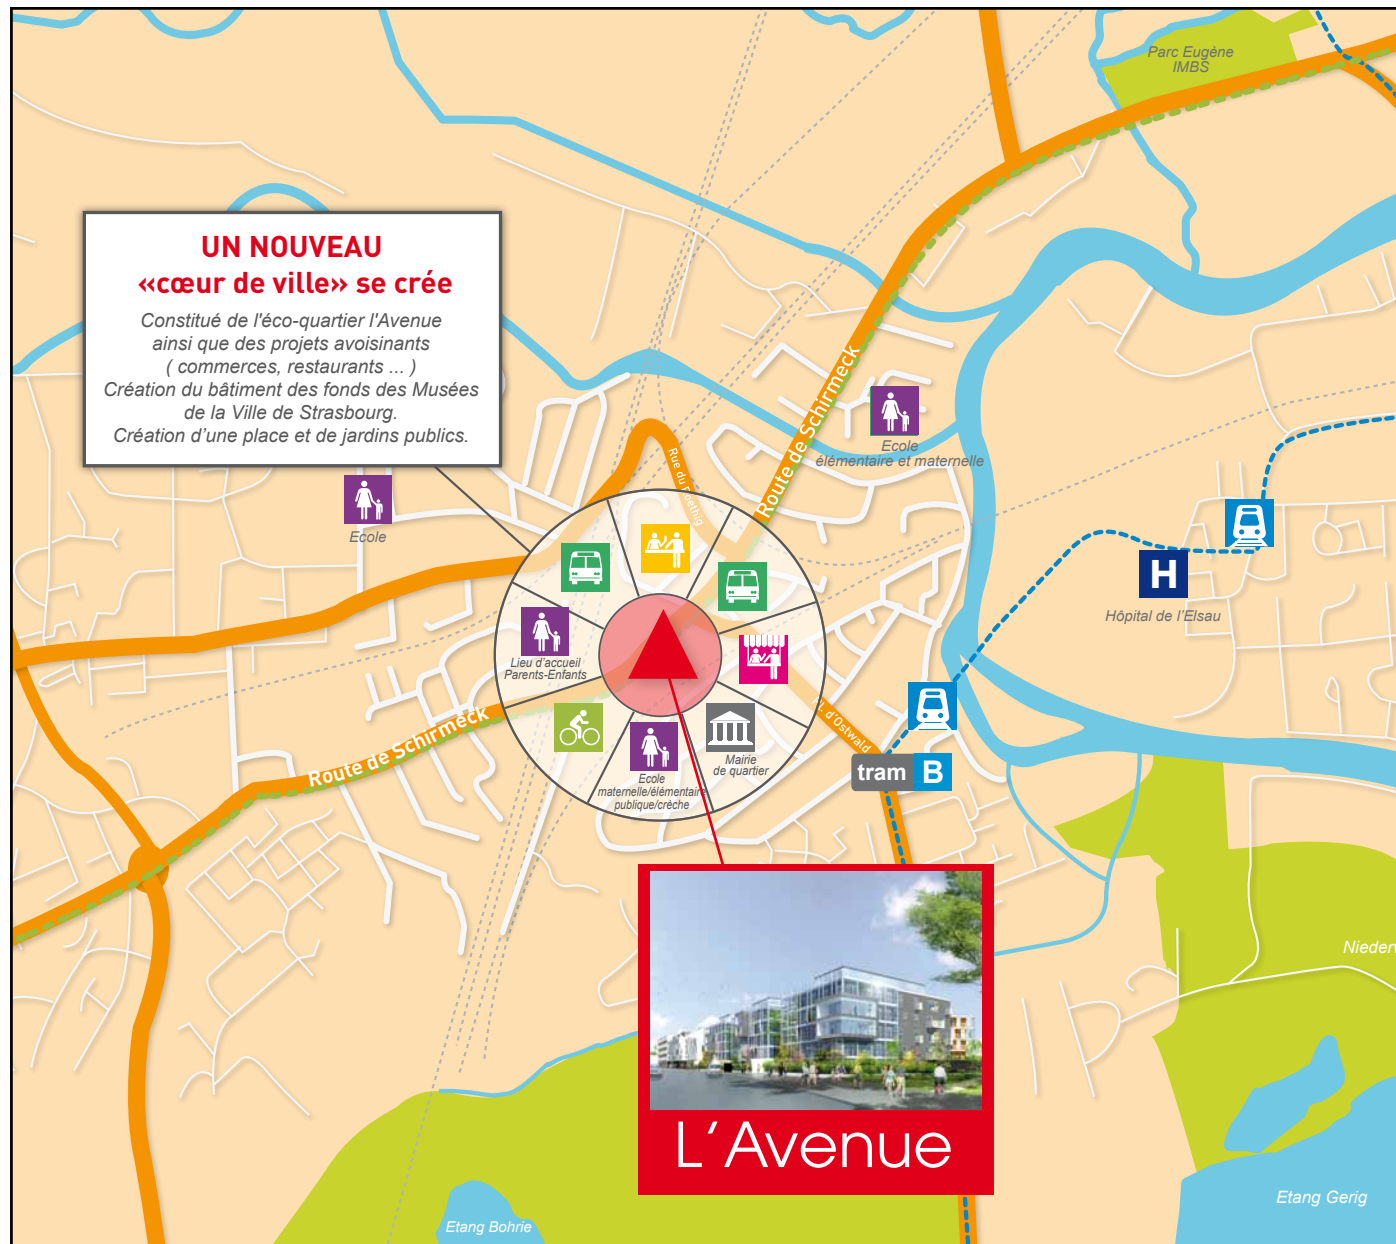 Parc Eugène
IMBS
UN NOUVEAU
«cœur de ville» se crée
Constitué de l'éco-quartier l'Avenue
ainsi que des projets avoisinants
( commerces, restaurants ... )
Création du bâtiment des fonds des Musées
de la Ville de Strasbourg.
Création d'une place et de jardins publics.
Route de Schirmeck
Ecole
élémentaire et maternelle
Rue du
Ecole
H
Hôpital de l'Elsau
Lieu d'accueil
Parents-Enfants
Route de Schirmeck
Ecole
maternelle/élémentaire
publique/crèche
Mairie
de quartier
d'Ostwald
tram B
Etang Bohrie
L'Avenue
Etang Gerig